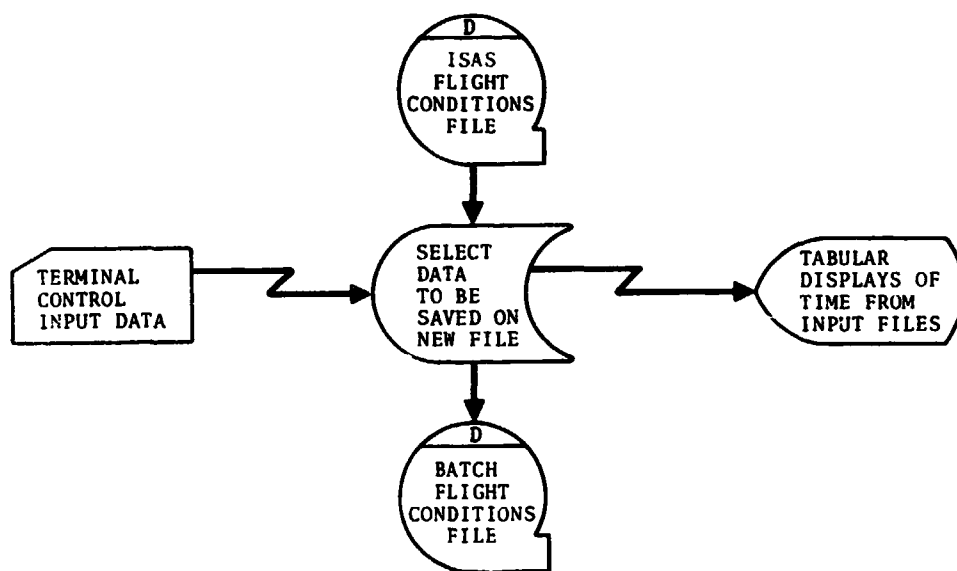 D
ISAS
FLIGHT
CONDITIONS
FILE
TERMINAL
CONTROL
INPUT DATA
SELECT
DATA
TO BE
SAVED ON
NEW FILE
TABULAR
DISPLAYS OF
TIME FROM
INPUT FILES
D
BATCH
FLIGHT
CONDITIONS
FILE